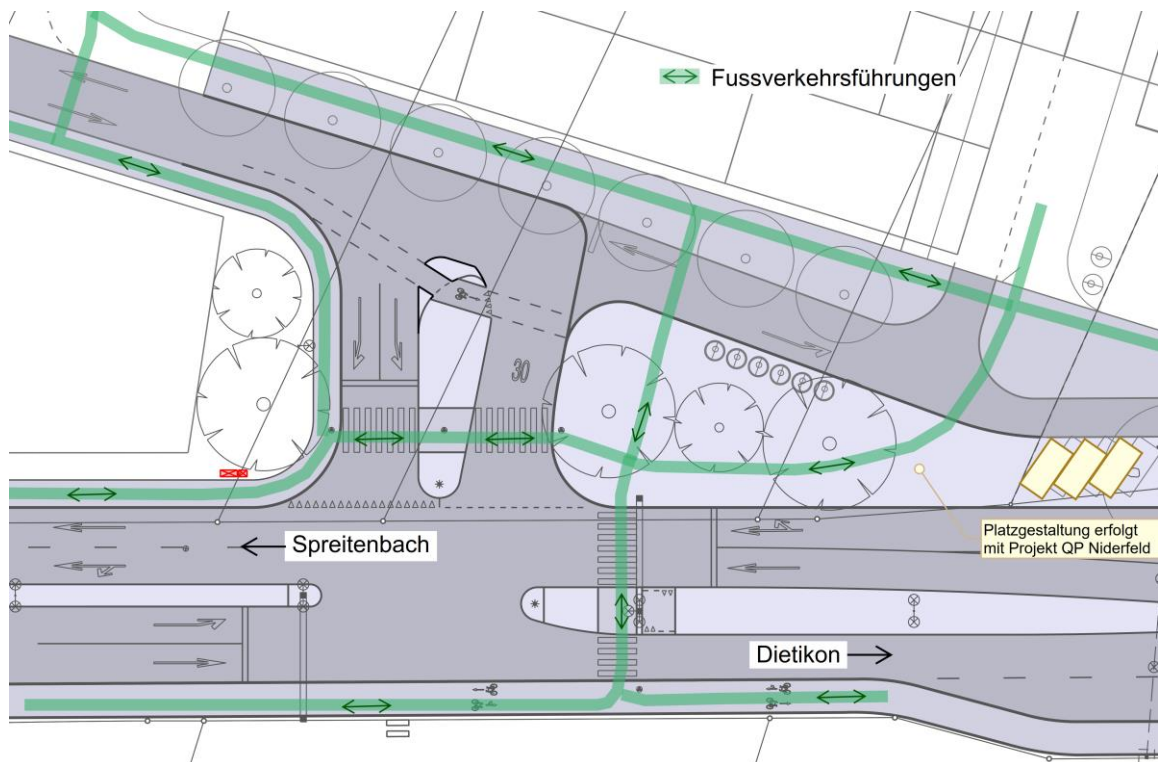 Fussverkehrsführungen
30
Spreitenbach
Platzgestaltung erfolgt
mit Projekt QP Niderfeld
Dietikon